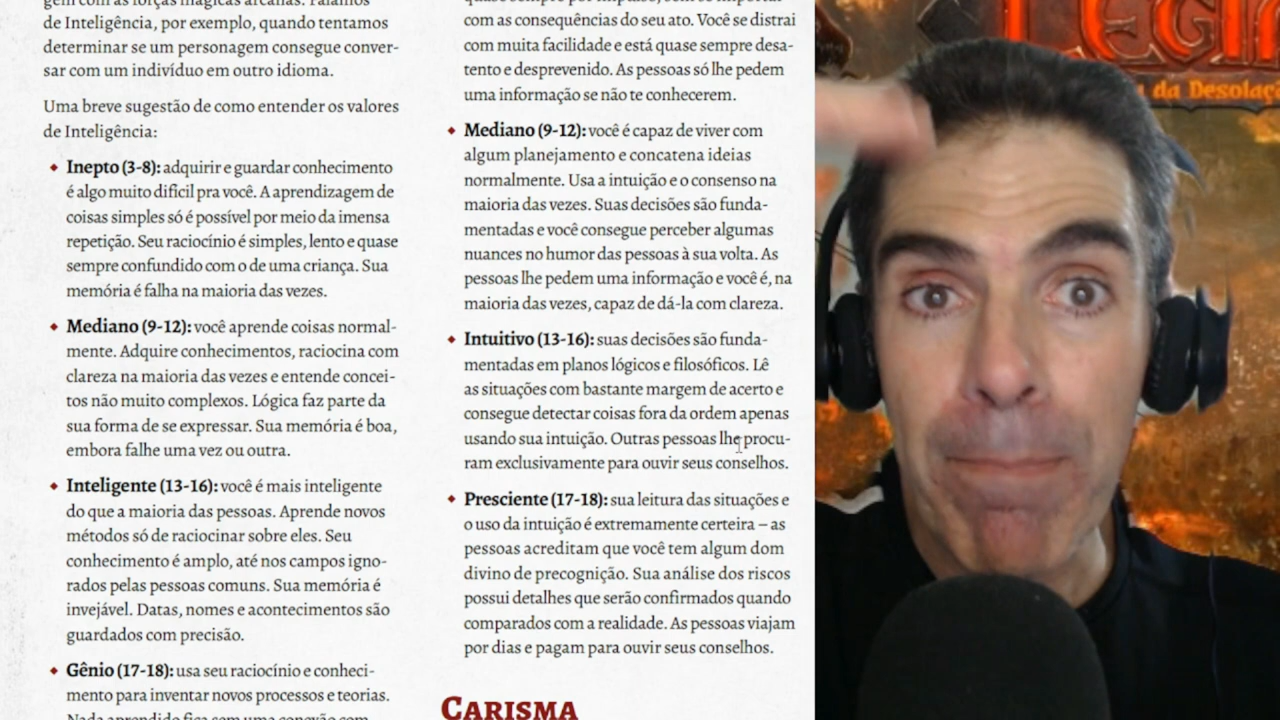 gem com as forças mágicas arcanas. Falamos
de Inteligência, por exemplo, quando tentamos
determinar se um personagem consegue conver-
sar com um indivíduo em outro idioma.
Uma breve sugestão de como entender os valores
de Inteligência:
Inepto (3-8): adquirir e guardar conhecimento
é algo muito difícil pra você. A aprendizagem de
coisas simples só é possível por meio da imensa
repetição. Seu raciocínio é simples, lento e quase
sempre confundido com o de uma criança. Sua
memória é falha na maioria das vezes.
Mediano (9-12): você aprende coisas normal-
mente. Adquire conhecimentos, raciocina com
clareza na maioria das vezes e entende concei-
tos não muito complexos. Lógica faz parte da
sua forma de se expressar. Sua memória é boa,
embora falhe uma vez ou outra.
Inteligente (13-16): você é mais inteligente
do que a maioria das pessoas. Aprende novos
métodos só de raciocinar sobre eles. Seu
conhecimento é amplo, até nos campos igno-
rados pelas pessoas comuns. Sua memória é
invejável. Datas, nomes e acontecimentos são
guardados com precisão.
Gênio (17-18): usa seu raciocínio e conheci-
mento para inventar novos processos e teorias.
Nada aprendido fica sem uma conexão com
com as consequências do seu ato. Você se distrai
com muita facilidade e está quase sempre desa-
tento e desprevenido. As pessoas só lhe pedem
uma informação se não te conhecerem.
Mediano (9-12): você é capaz de viver com
algum planejamento e concatena ideias
normalmente. Usa a intuição e o consenso na
maioria das vezes. Suas decisões são funda-
mentadas e você consegue perceber algumas
nuances no humor das pessoas à sua volta. As
pessoas lhe pedem uma informação e você é, na
maioria das vezes, capaz de dá-la com clareza.
Intuitivo (13-16): suas decisões são funda-
mentadas em planos lógicos e filosóficos. Lê
as situações com bastante margem de acerto e
consegue detectar coisas fora da ordem apenas
usando sua intuição. Outras pessoas lhe procu-
ram exclusivamente para ouvir seus conselhos.
Presciente (17-18): sua leitura das situações e
o uso da intuição é extremamente certeira – as
pessoas acreditam que você tem algum dom
divino de precognição. Sua análise dos riscos
possui detalhes que serão confirmados quando
comparados com a realidade. As pessoas viajam
por dias e pagam para ouvir seus conselhos.
CARISMA
LEGI
da Desolaç